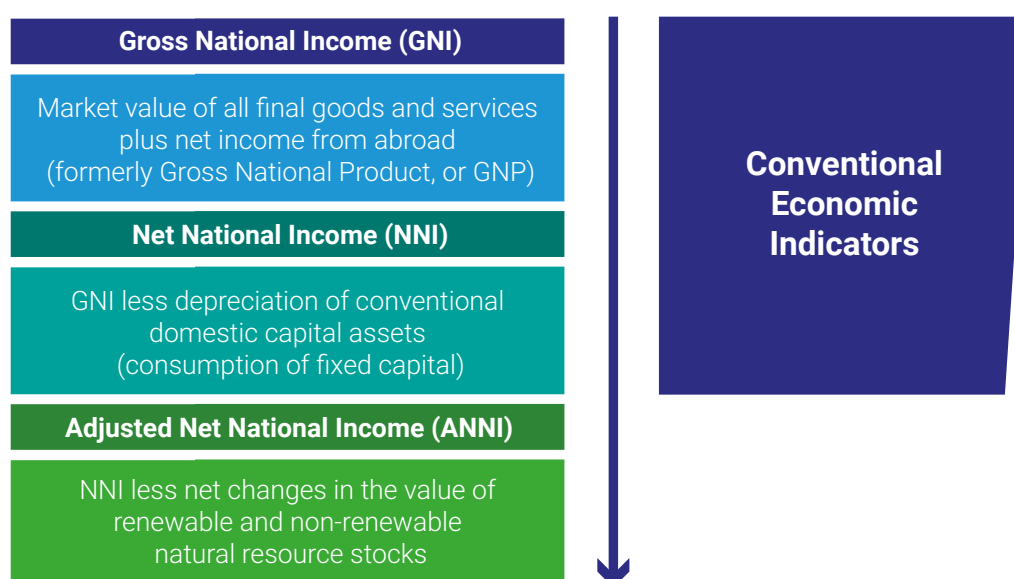 Gross National Income (GNI)
Market value of all final goods and services
plus net income from abroad
(formerly Gross National Product, or GNP)
Net National Income (NNI)
GNI less depreciation of conventional
domestic capital assets
(consumption of fixed capital)
Adjusted Net National Income (ANNI)
NNI less net changes in the value of
renewable and non-renewable
natural resource stocks
Conventional
Economic
Indicators